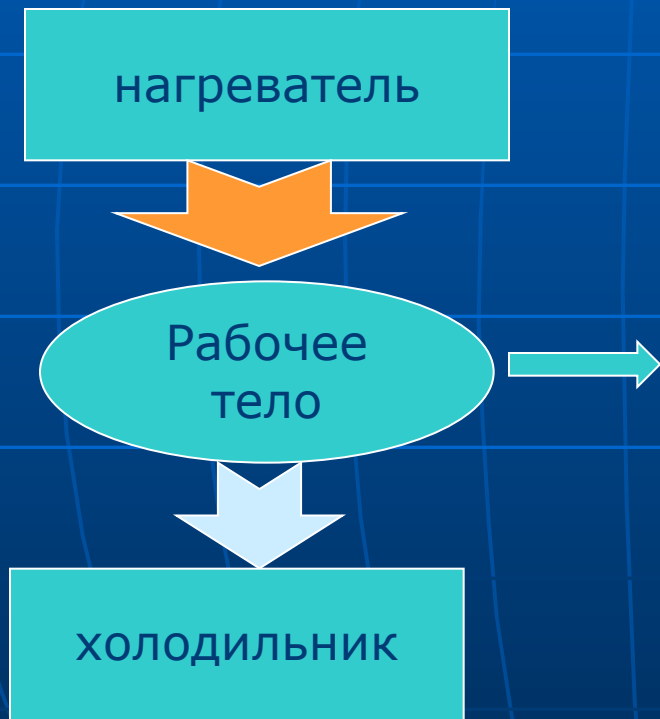 нагреватель
Рабочее
тело
холодильник